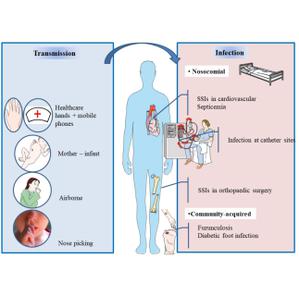 Transmission
Healthcare
hands + mobile
phones
Mother – infant
Airborne
Nose picking
Infection
• Nosocomial
SSIs in cardiovascular
Septicemia
Infection at catheter sites
SSIs in orthopaedic surgery
•Community-acquired
Furunculosis
Diabetic foot infection